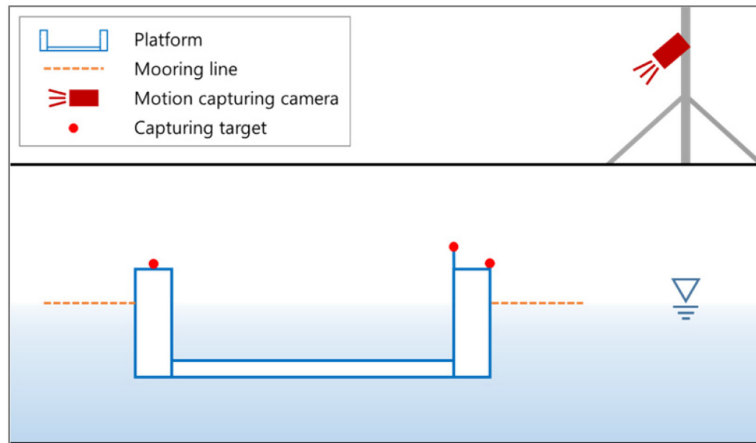 Platform
Mooring line
Motion capturing camera
Capturing target